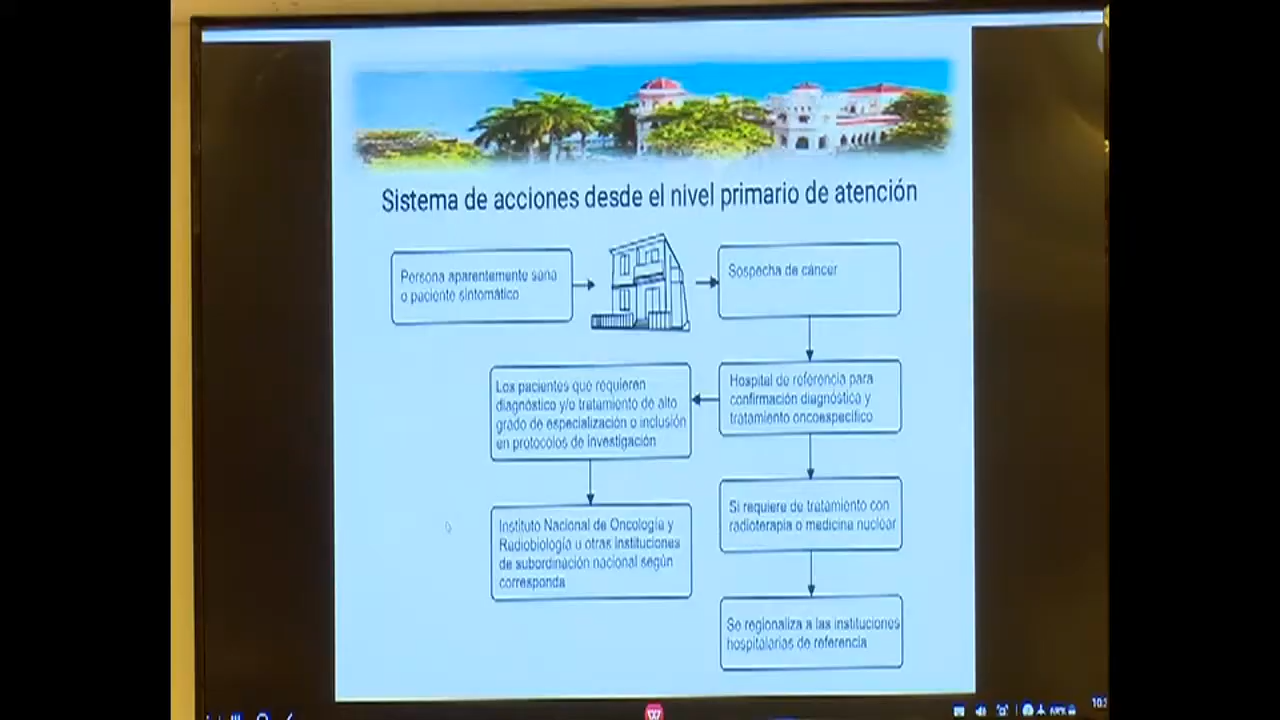 Sistema de acciones desde el nivel primario de atención
Persona aparentemente sana
o paciente sintomático
Sospecha de cáncer
Los pacientes que requieren
diagnóstico y/o tratamiento de alto
grado de especialización o inclusión
en protocolos de investigación
Hospital de referencia para
confirmación diagnóstica y
tratamiento oncoespecífico
Instituto Nacional de Oncología y
Radiobiología u otras instituciones
de subordinación nacional según
corresponda
Si requiere de tratamiento con
radioterapia o medicina nuclear
Se regionaliza a las instituciones
hospitalarias de referencia